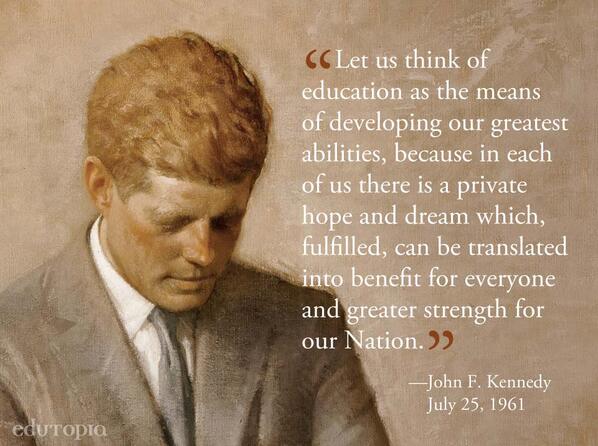 “Let us think of
education as the means
of developing our greatest
abilities, because in each
of us there is a private
hope and dream which,
fulfilled, can be translated
into benefit for everyone
and greater strength for
our Nation.”
—John F. Kennedy
July 25, 1961
edutopia